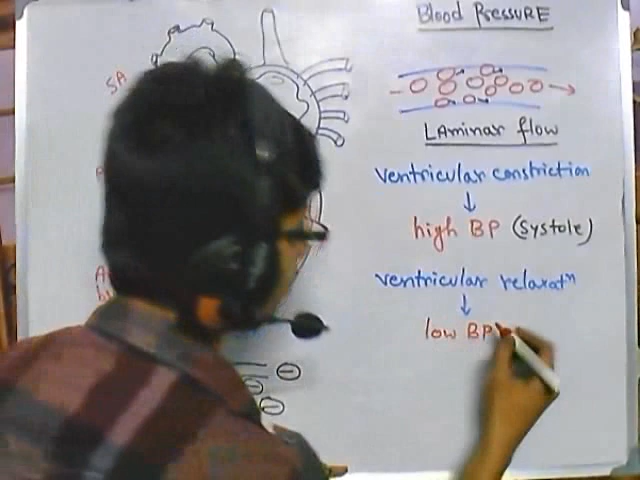 Blood Pressure
SA
Laminar flow
ventricular constriction
↓
high BP (systole)
ventricular relaxatⁿ
↓
low BP